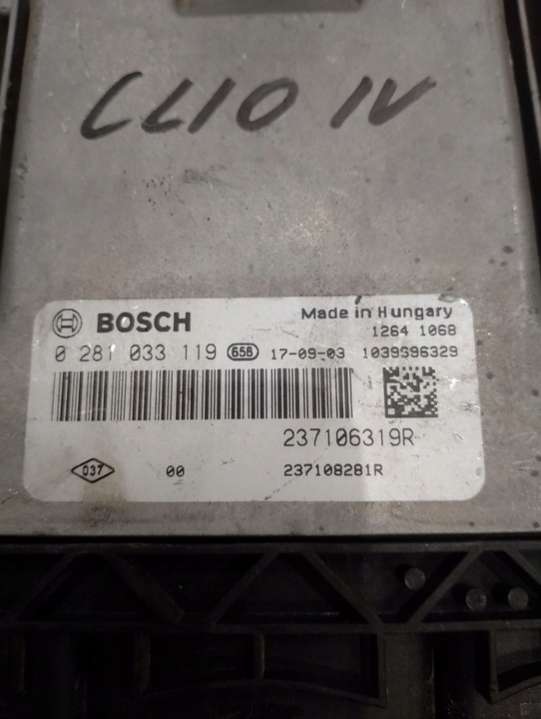 CLIO IV
BOSCH
Made in Hungary
1264 1068
0 281 033 119 658 17-09-03 1039S96329
237106319R
037 00 237108281R